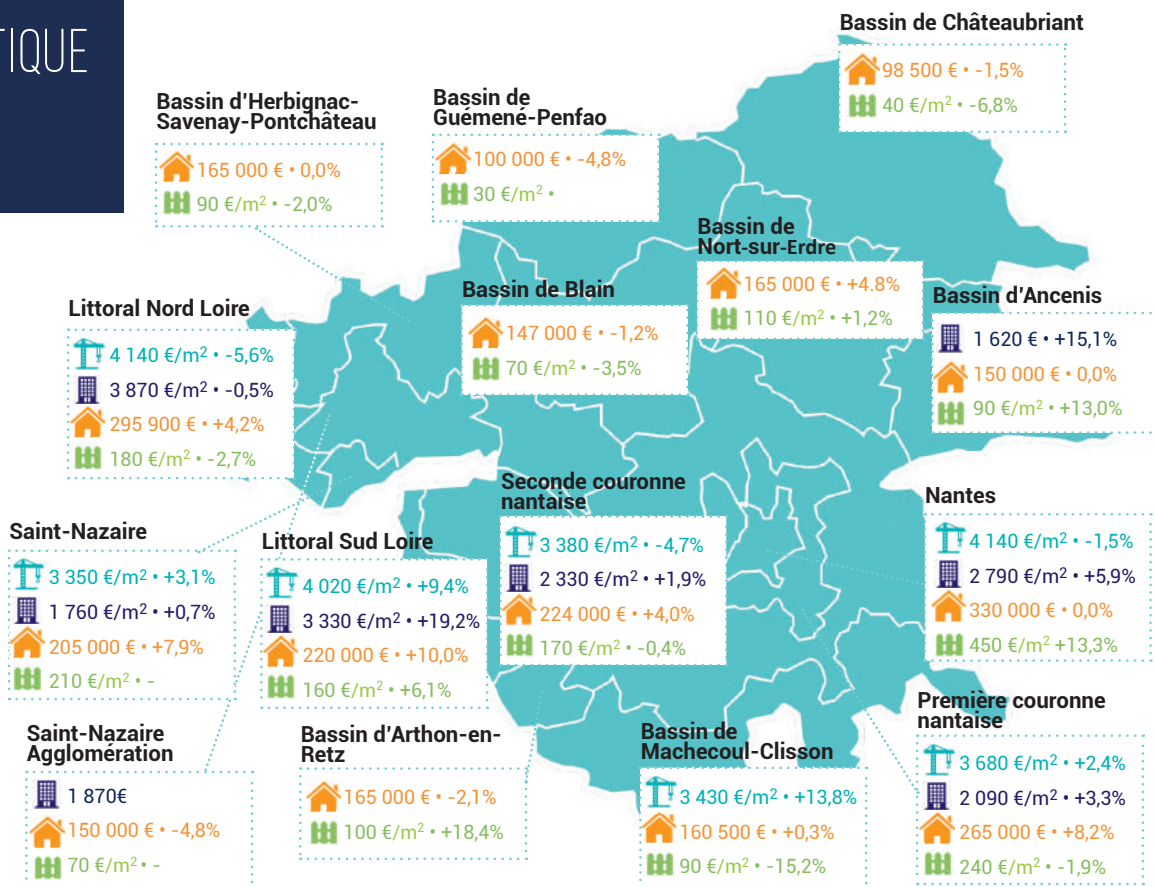 TIQUE
Bassin de Châteaubriant
98 500 € • -1,5%
40 €/m² • -6,8%
Bassin d'Herbignac-
Savenay-Pontchâteau
165 000 € • 0,0%
90 €/m² • -2,0%
Bassin de
Guémené-Penfao
100 000 € • -4,8%
30 €/m² •
Bassin de
Nort-sur-Erdre
165 000 € • +4.8%
110 €/m² • +1,2%
Bassin de Blain
147 000 € • -1,2%
70 €/m² • -3,5%
Bassin d'Ancenis
1 620 € • +15,1%
150 000 € • 0,0%
90 €/m² • +13,0%
Littoral Nord Loire
4 140 €/m² • -5,6%
3 870 €/m² • -0,5%
295 900 € • +4,2%
180 €/m² • -2,7%
Seconde couronne
nantaise
3 380 €/m² • -4,7%
2 330 €/m² • +1,9%
224 000 € • +4,0%
170 €/m² • -0,4%
Nantes
4 140 €/m² • -1,5%
2 790 €/m² • +5,9%
330 000 € • 0,0%
450 €/m² +13,3%
Saint-Nazaire
3 350 €/m² • +3,1%
1 760 €/m² • +0,7%
205 000 € • +7,9%
210 €/m² • -
Littoral Sud Loire
4 020 €/m² • +9,4%
3 330 €/m² • +19,2%
220 000 € • +10,0%
160 €/m² • +6,1%
Saint-Nazaire
Agglomération
1 870€
150 000 € • -4,8%
70 €/m² • -
Bassin d'Arthon-en-
Retz
165 000 € • -2,1%
100 €/m² • +18,4%
Bassin de
Machecoul-Clisson
3 430 €/m² • +13,8%
160 500 € • +0,3%
90 €/m² • -15,2%
Première couronne
nantaise
3 680 €/m² • +2,4%
2 090 €/m² • +3,3%
265 000 € • +8,2%
240 €/m² • -1,9%